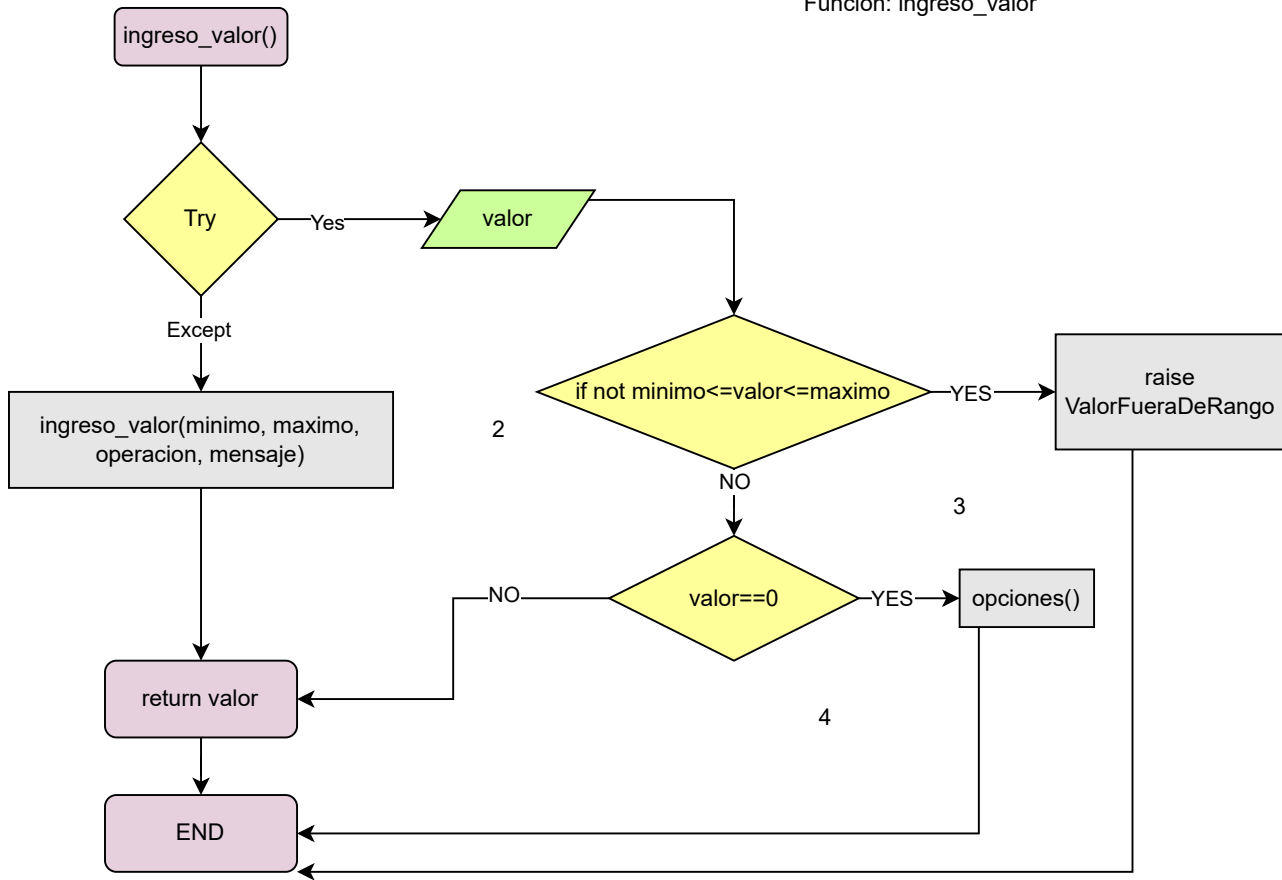 Función: ingreso_valor
ingreso_valor()
Try
Yes
valor
Except
if not minimo<=valor<=maximo
YES
raise
ValorFueraDeRango
ingreso_valor(minimo, maximo,
operacion, mensaje)
2
NO
3
valor==0
NO
YES
opciones()
return valor
4
END